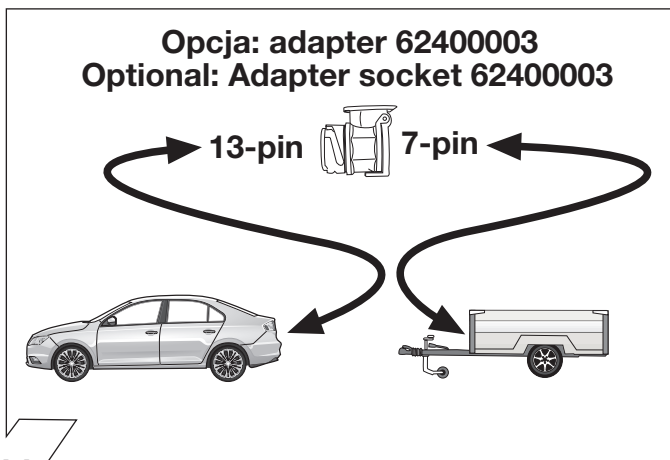 Opcja: adapter 62400003
Optional: Adapter socket 62400003
13-pin 7-pin